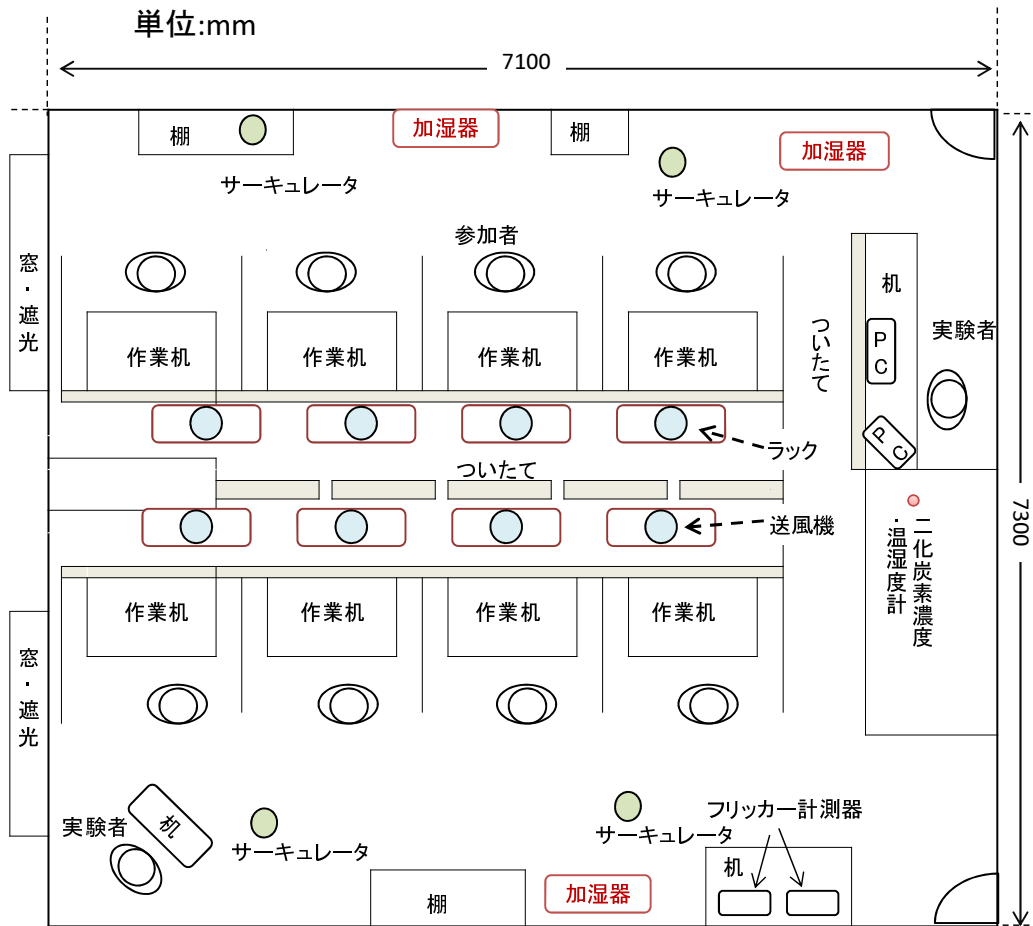 単位:mm
7100
棚
加湿器
棚
加湿器
サーキュレータ
サーキュレータ
参加者
窓・遮光
机
実験者
ついたて
PC
作業机
作業机
作業机
作業机
PC
ラック
ついたて
7300
送風機
二化炭素濃度
・温湿度計
作業机
作業机
作業机
作業机
窓・遮光
実験者
机
サーキュレータ
サーキュレータ
フリッカー計測器
机
棚
加湿器